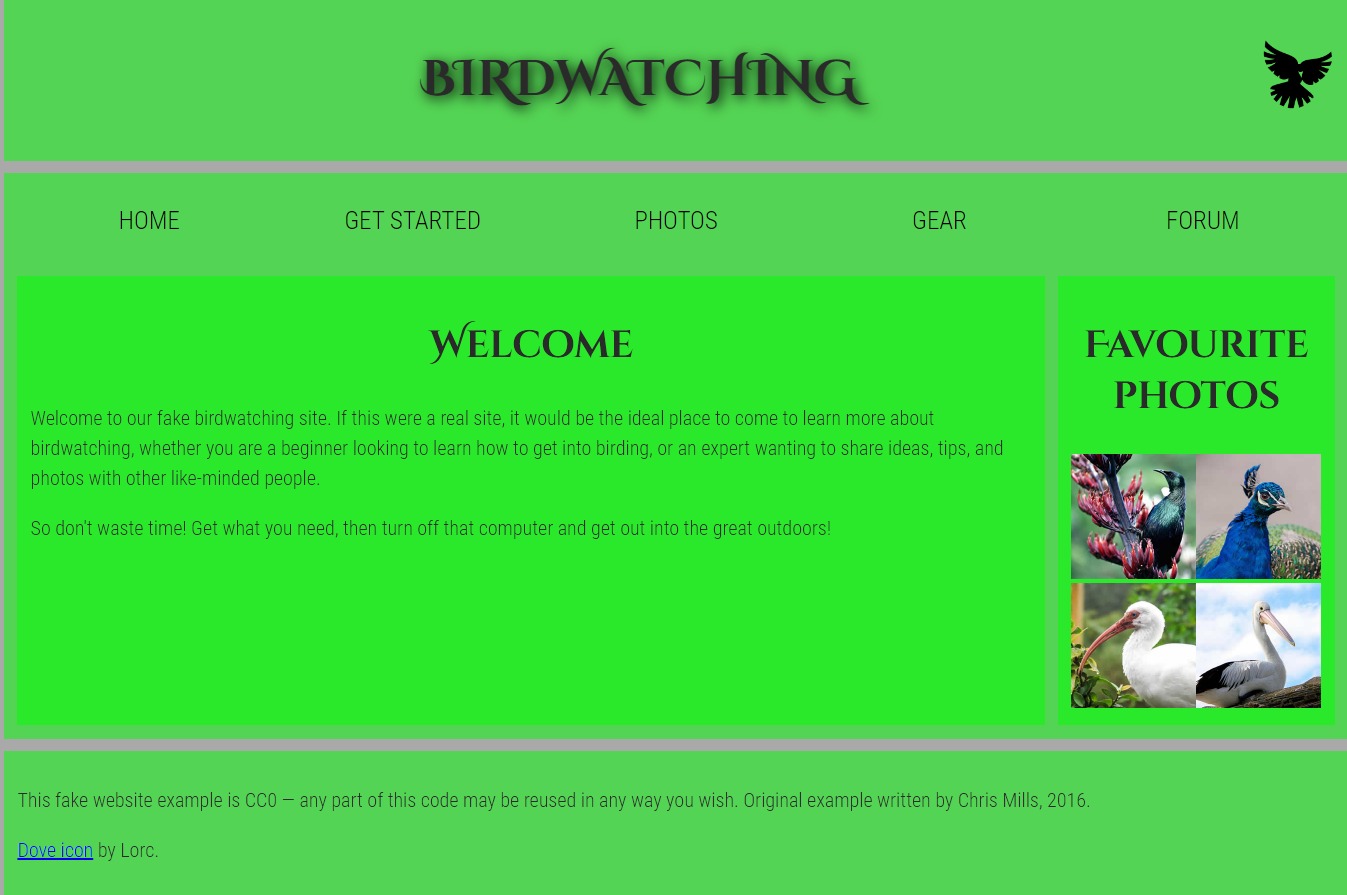 BIRDWATCHING
HOME GET STARTED PHOTOS GEAR FORUM
Welcome
Welcome to our fake birdwatching site. If this were a real site, it would be the ideal place to come to learn more about
birdwatching, whether you are a beginner looking to learn how to get into birding, or an expert wanting to share ideas, tips, and
photos with other like-minded people.
So don't waste time! Get what you need, then turn off that computer and get out into the great outdoors!
Favourite
photos
This fake website example is CC0 — any part of this code may be reused in any way you wish. Original example written by Chris Mills, 2016.
Dove icon by Lorc.